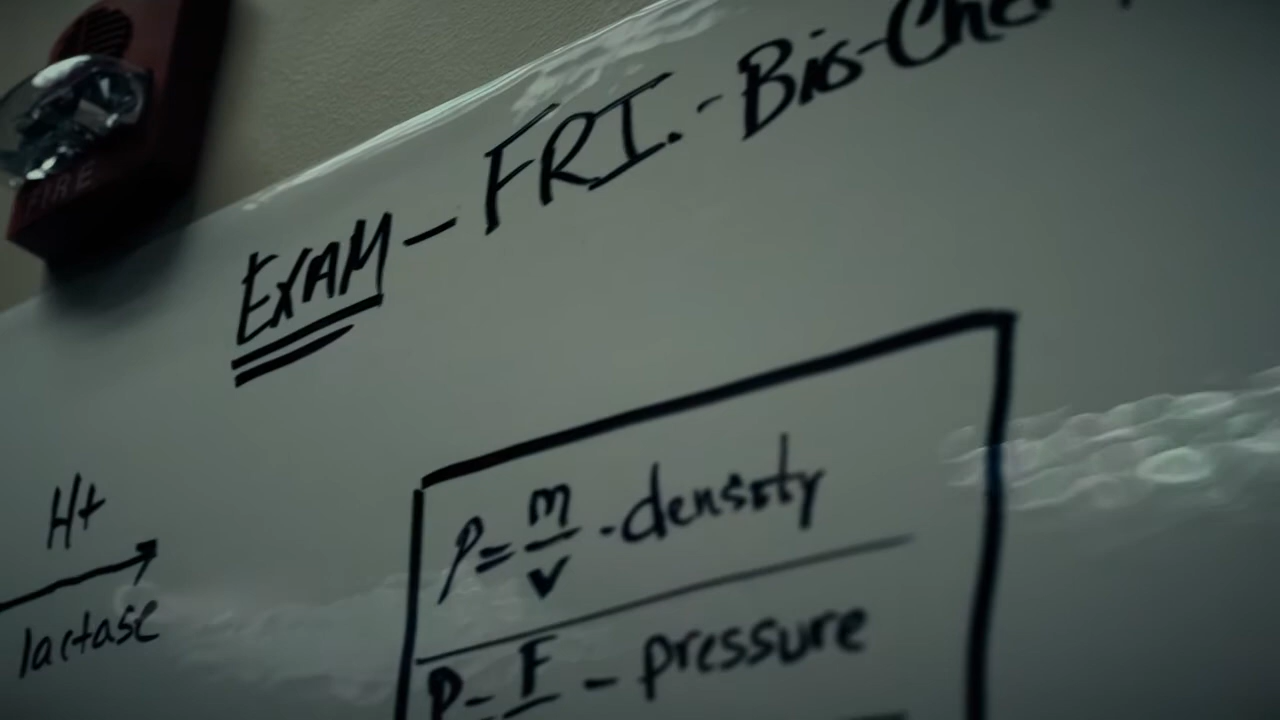 FIRE
EXAM - FRI. - Bio-Che
H+
lactase
ρ = m/v - density
P = F - pressure